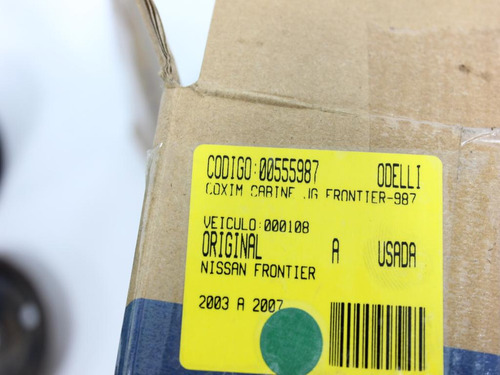 CODIGO:00555987 ODELLI
COXIM CABINE JG FRONTIER-987
VEICULO:000108
ORIGINAL A USADA
NISSAN FRONTIER
2003 A 2007